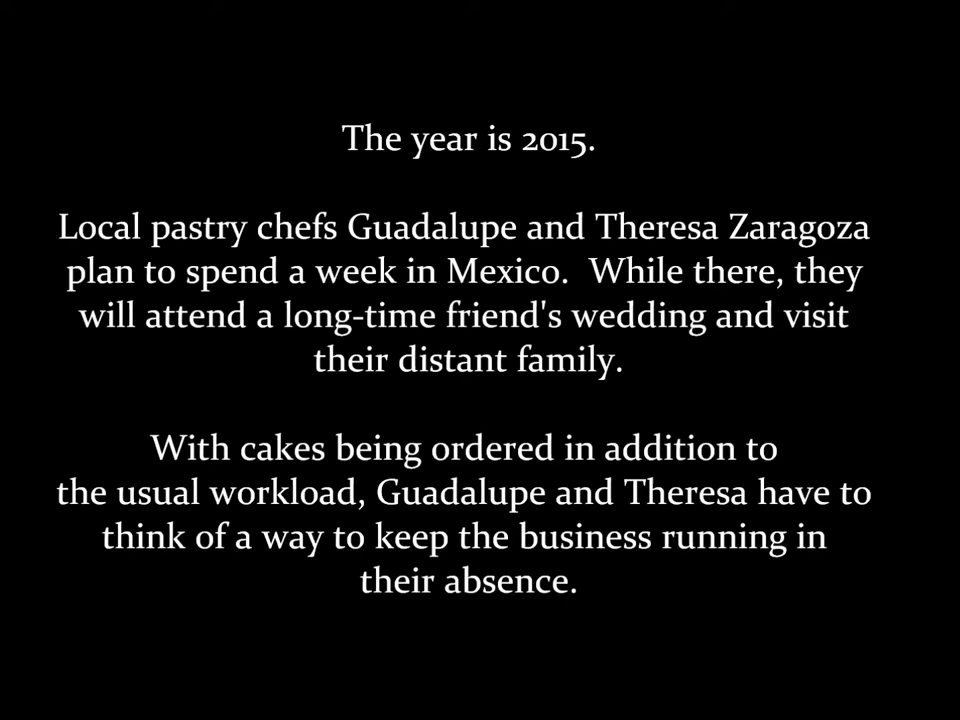 The year is 2015.
Local pastry chefs Guadalupe and Theresa Zaragoza
plan to spend a week in Mexico.  While there, they
will attend a long-time friend's wedding and visit
their distant family.
With cakes being ordered in addition to
the usual workload, Guadalupe and Theresa have to
think of a way to keep the business running in
their absence.